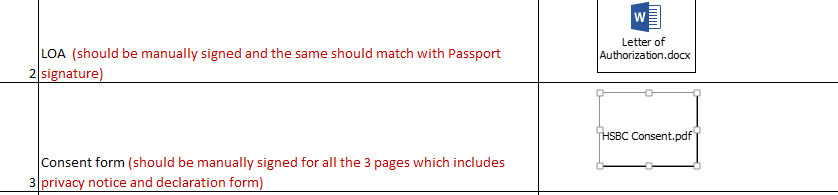 W
Letter of
Authorization.docx
LOA (should be manually signed and the same should match with Passport
2 signature)
HSBC Consent.pdf
Consent form (should be manually signed for all the 3 pages which includes
3 privacy notice and declaration form)